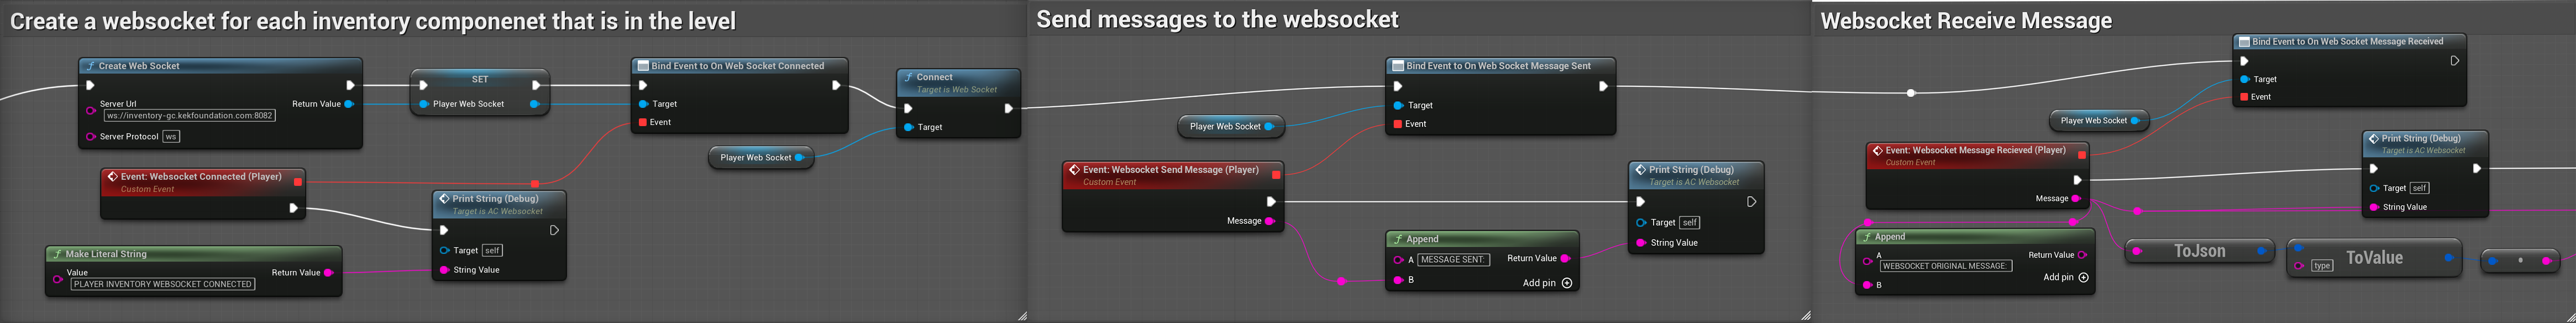 Create a websocket for each inventory componenet that is in the level
Create Web Socket
Server Url
ws://inventory-gc.kekfoundation.com:8082
Return Value
Server Protocol ws
SET
Player Web Socket
Bind Event to On Web Socket Connected
Target
Event
Connect
Target is Web Socket
Target
Player Web Socket
Event: Websocket Connected (Player)
Custom Event
Print String (Debug)
Target is AC Websocket
Target self
String Value
Make Literal String
Value
PLAYER INVENTORY WEBSOCKET CONNECTED
Return Value
Send messages to the websocket
Bind Event to On Web Socket Message Sent
Target
Event
Player Web Socket
Event: Websocket Send Message (Player)
Custom Event
Message
Append
A MESSAGE SENT:
Return Value
B
Add pin
Print String (Debug)
Target is AC Websocket
Target self
String Value
Websocket Receive Message
Bind Event to On Web Socket Message Received
Target
Event
Player Web Socket
Event: Websocket Message Recieved (Player)
Custom Event
Message
Print String (Debug)
Target is AC Websocket
Target self
String Value
Append
A
WEBSOCKET ORIGINAL MESSAGE:
Return Value
Add pin
B
ToJson
type
ToValue